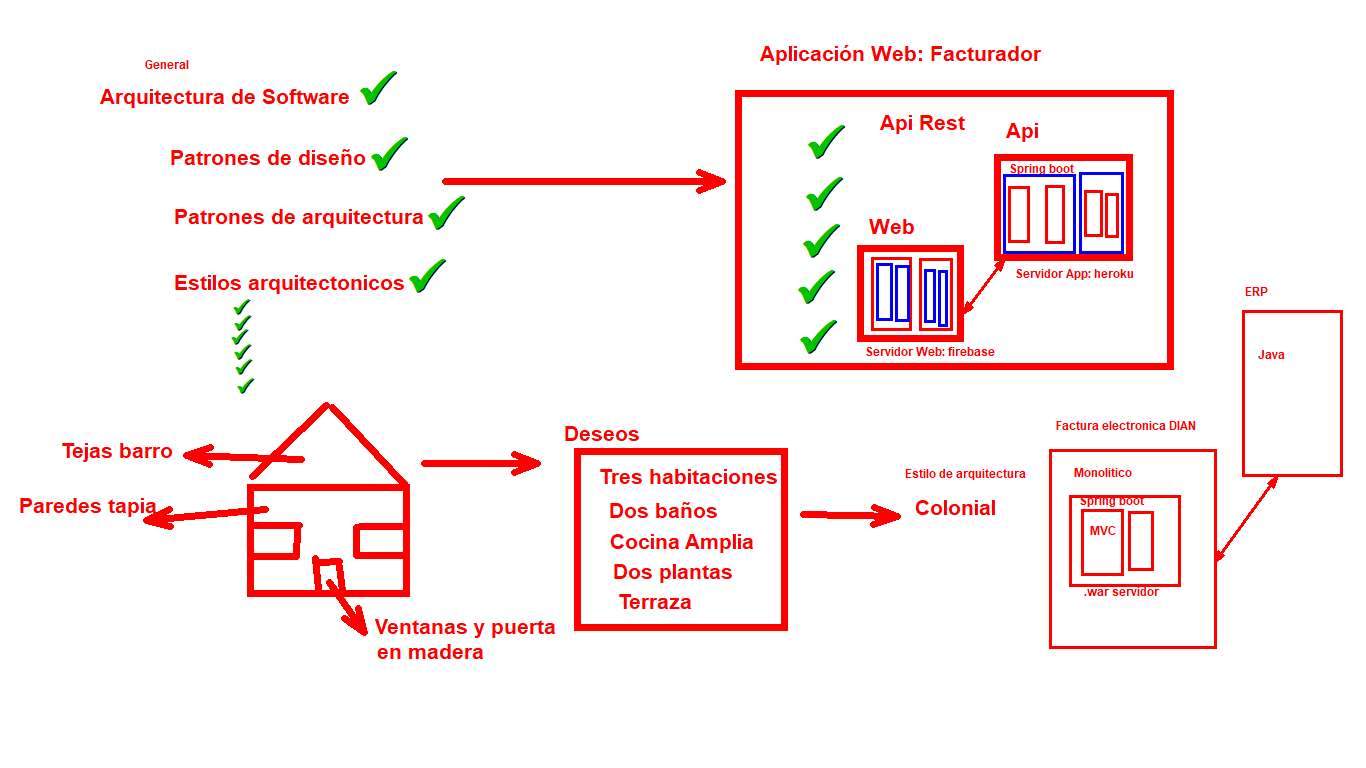 General
Arquitectura de Software
Patrones de diseño
Patrones de arquitectura
Estilos arquitectonicos
Aplicación Web: Facturador
Api Rest
Api
Spring boot
Servidor App: heroku
Web
Servidor Web: firebase
ERP
Java
Tejas barro
Paredes tapia
Ventanas y puerta
en madera
Deseos
Tres habitaciones
Dos baños
Cocina Amplia
Dos plantas
Terraza
Estilo de arquitectura
Colonial
Factura electronica DIAN
Monolitico
Spring boot
MVC
.war servidor